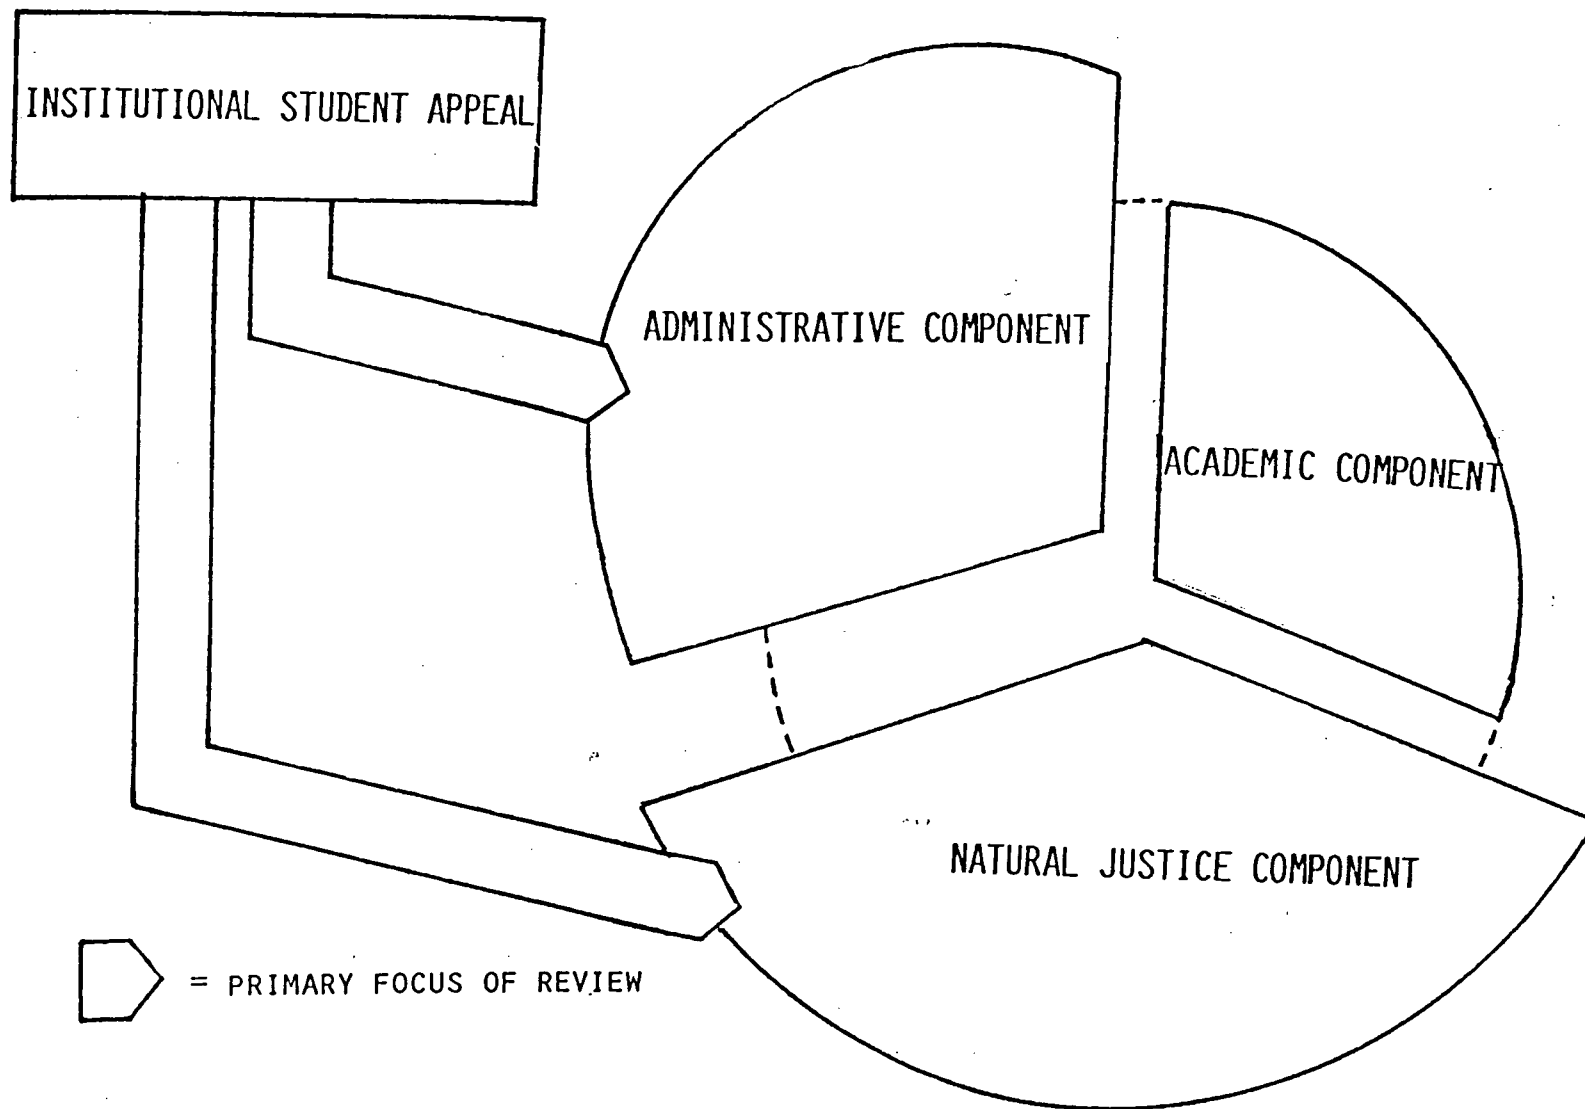 INSTITUTIONAL STUDENT APPEAL
ADMINISTRATIVE COMPONENT
ACADEMIC COMPONENT
NATURAL JUSTICE COMPONENT
= PRIMARY FOCUS OF REVIEW